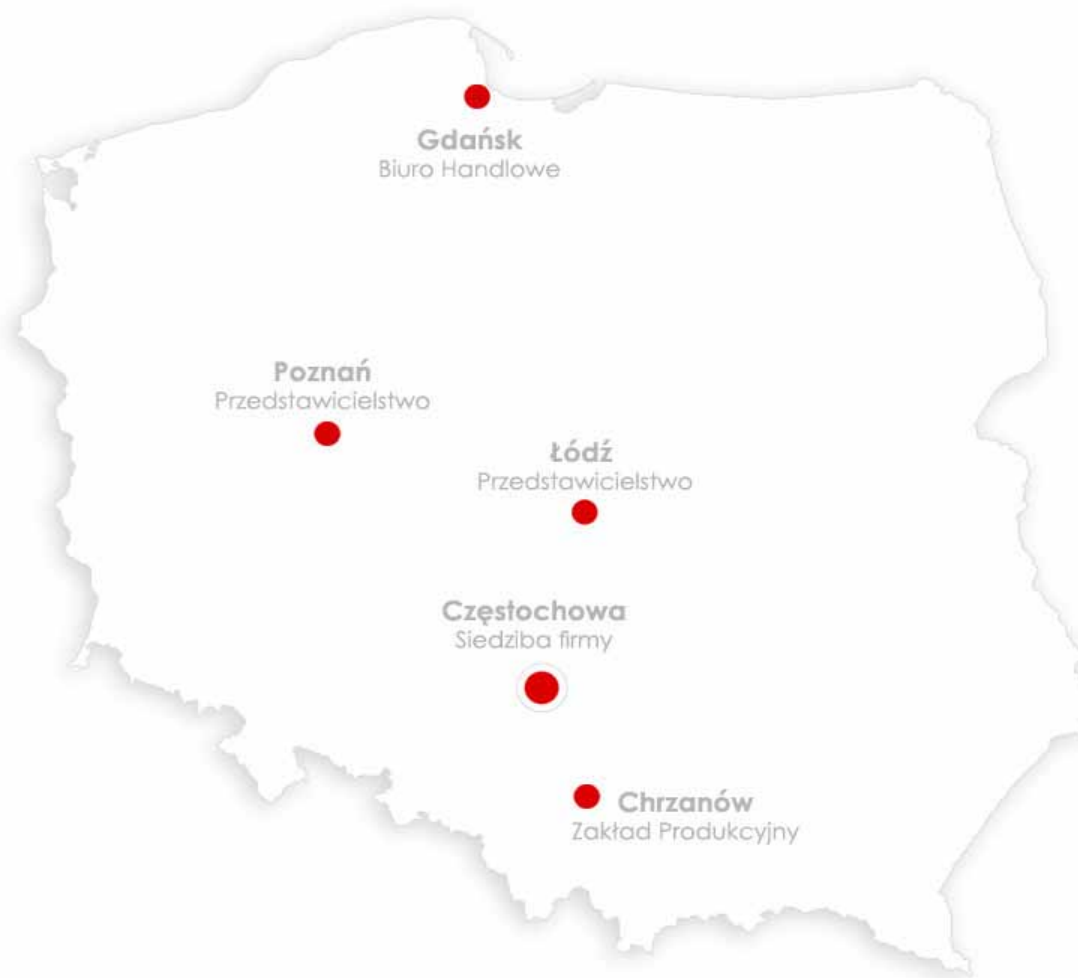 Gdańsk
Biuro Handlowe
Poznań
Przedstawicielstwo
Łódź
Przedstawicielstwo
Częstochowa
Siedziba firmy
Chrzanów
Zakład Produkcyjny